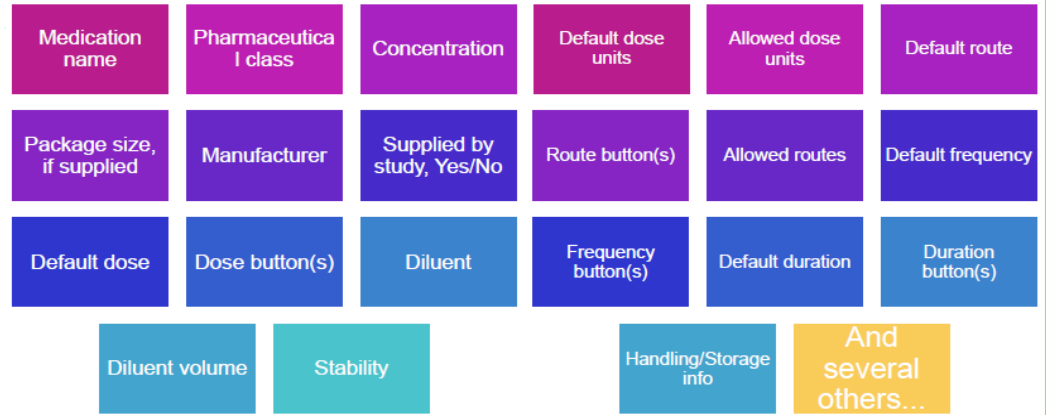 Medication
name
Pharmaceutica
l class
Concentration
Default dose
units
Allowed dose
units
Default route
Package size,
if supplied
Manufacturer
Supplied by
study, Yes/No
Route button(s)
Allowed routes
Default frequency
Default dose
Dose button(s)
Diluent
Frequency
button(s)
Default duration
Duration
button(s)
Diluent volume
Stability
Handling/Storage
info
And
several
others...